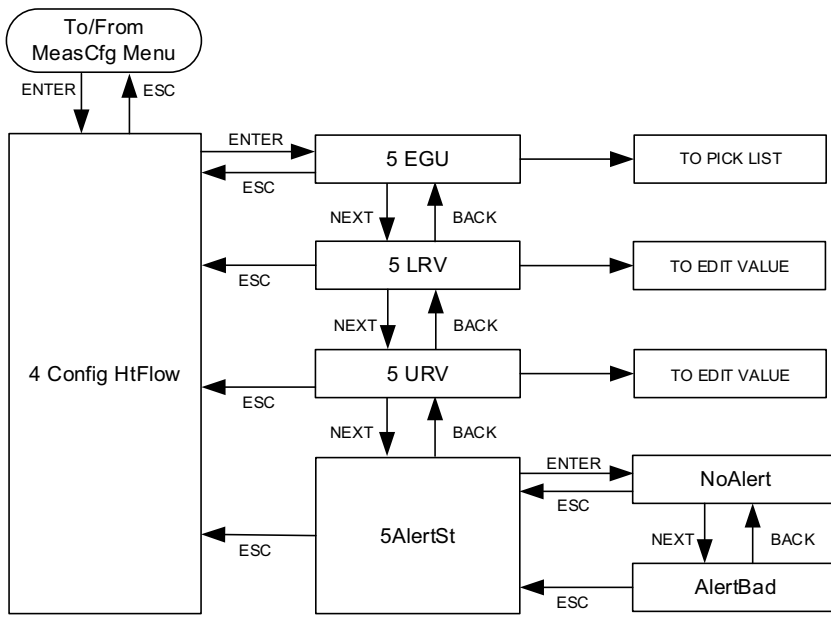 To/From
MeasCfg Menu
ENTER
ESC
4 Config HtFlow
ENTER
ESC
5 EGU
TO PICK LIST
NEXT
BACK
ESC
5 LRV
TO EDIT VALUE
NEXT
BACK
ESC
5 URV
TO EDIT VALUE
NEXT
BACK
ESC
5AlertSt
ENTER
ESC
NoAlert
NEXT
BACK
ESC
AlertBad